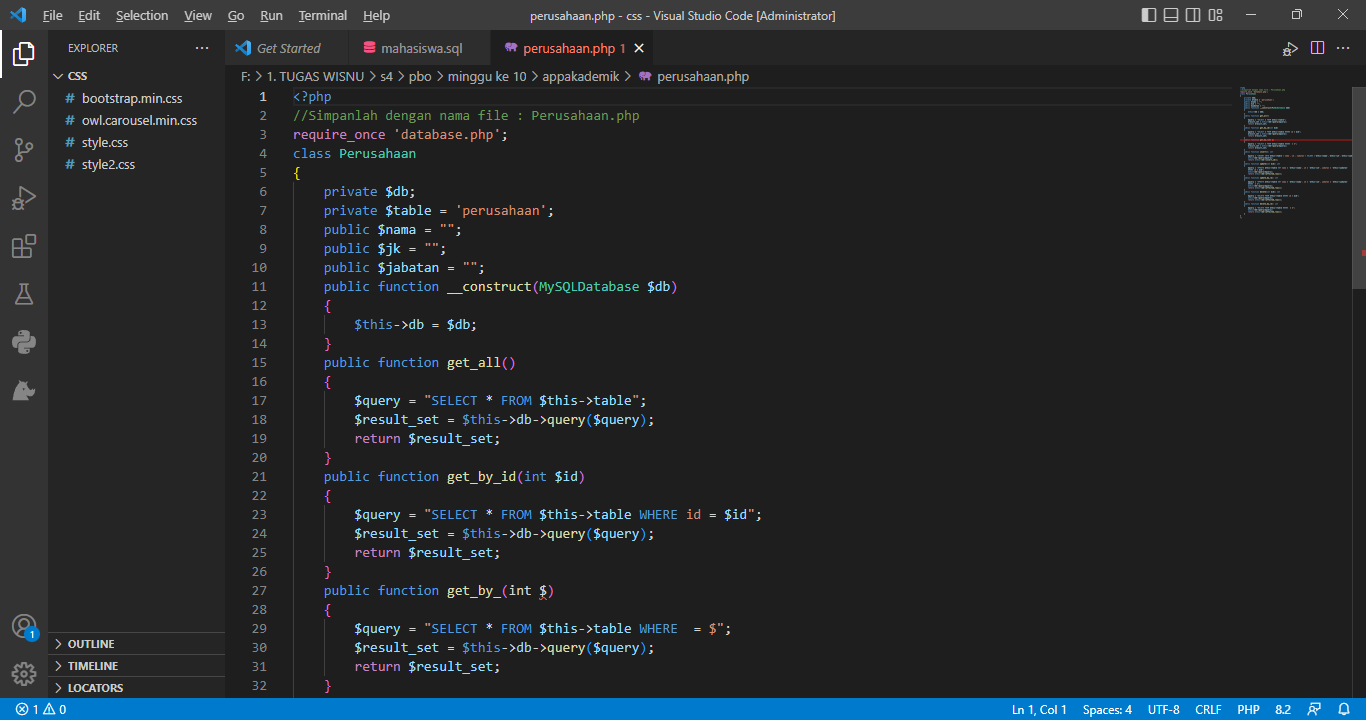 File Edit Selection View Go Run Terminal Help perusahaan.php - css - Visual Studio Code [Administrator]
EXPLORER
CSS
# bootstrap.min.css
# owl.carousel.min.css
# style.css
# style2.css
OUTLINE
TIMELINE
LOCATORS
1
Get Started mahasiswa.sql perusahaan.php 1
F: > 1. TUGAS WISNU > s4 > pbo > minggu ke 10 > appakademik > perusahaan.php
1 <?php
2 //Simpanlah dengan nama file : Perusahaan.php
3 require_once 'database.php';
4 class Perusahaan
5 {
6 private $db;
7 private $table = 'perusahaan';
8 public $nama = "";
9 public $jk = "";
10 public $jabatan = "";
11 public function __construct(MySQLDatabase $db)
12 {
13 $this->db = $db;
14 }
15 public function get_all()
16 {
17 $query = "SELECT * FROM $this->table";
18 $result_set = $this->db->query($query);
19 return $result_set;
20 }
21 public function get_by_id(int $id)
22 {
23 $query = "SELECT * FROM $this->table WHERE id = $id";
24 $result_set = $this->db->query($query);
25 return $result_set;
26 }
27 public function get_by_(int $)
28 {
29 $query = "SELECT * FROM $this->table WHERE  = $";
30 $result_set = $this->db->query($query);
31 return $result_set;
32 }
1 0 Ln 1, Col 1 Spaces: 4 UTF-8 CRLF PHP 8.2